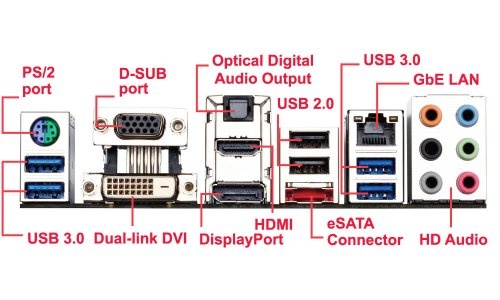 PS/2
port
D-SUB
port
Optical Digital
Audio Output
USB 2.0
USB 3.0
GbE LAN
USB 3.0
Dual-link DVI
HDMI
DisplayPort
eSATA
Connector
HD Audio